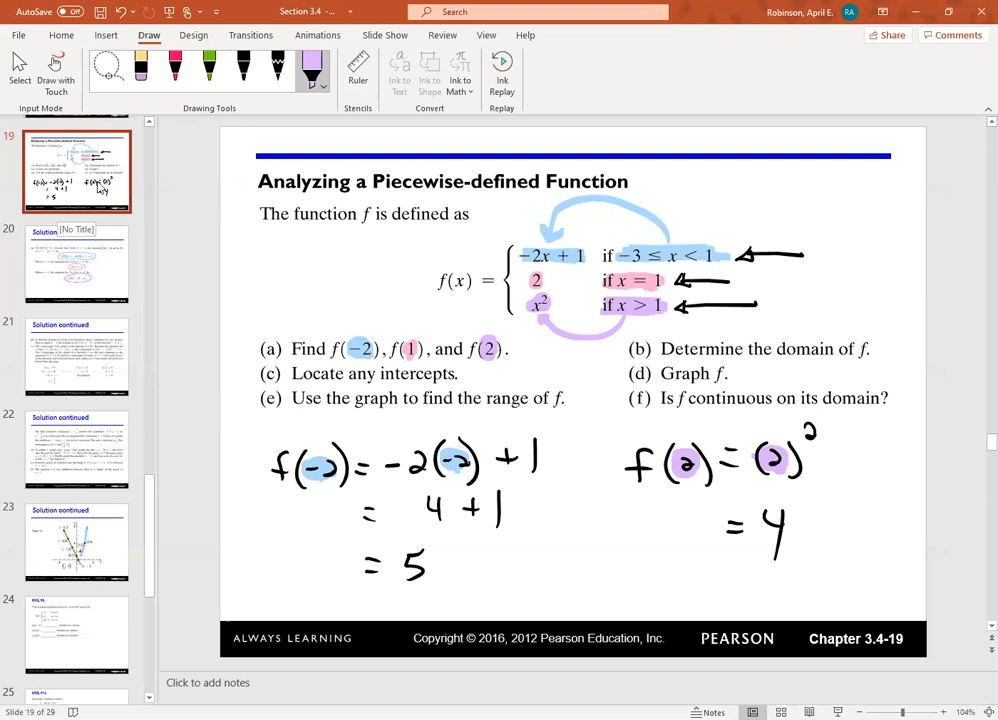 AutoSave Off Section 3.4 - Search Robinson, April E. RA
File Home Insert Draw Design Transitions Animations Slide Show Review View Help Share Comments
Select Draw with Touch Ruler Ink to Text Ink to Shape Ink to Math Ink Replay
Input Mode Drawing Tools Stencils Convert Replay
19
Analyzing a Piecewise-defined Function
20
Solution
[No Title]
21
Solution continued
22
Solution continued
23
Solution continued
24
25
Analyzing a Piecewise-defined Function
The function f is defined as
f(x) = { −2x + 1 if −3 ≤ x < 1
2 if x = 1
x² if x > 1
(a) Find f(−2), f(1), and f(2). (b) Determine the domain of f.
(c) Locate any intercepts. (d) Graph f.
(e) Use the graph to find the range of f. (f) Is f continuous on its domain?
f(-2) = -2(-2) + 1 f(2) = (2)²
= 4 + 1 = 4
= 5
ALWAYS LEARNING Copyright © 2016, 2012 Pearson Education, Inc. PEARSON Chapter 3.4-19
Click to add notes
Slide 19 of 29 Notes 104%